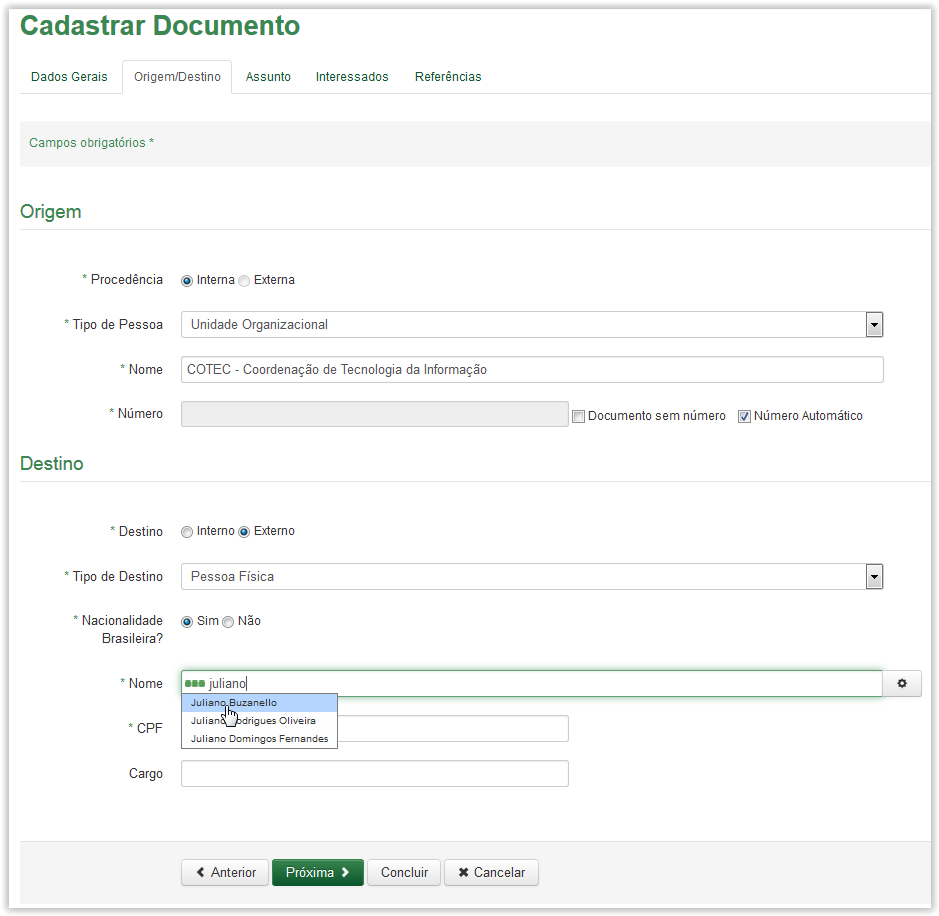 Cadastrar Documento
Dados Gerais Origem/Destino Assunto Interessados Referências
Campos obrigatórios *
Origem
* Procedência Interna Externa
* Tipo de Pessoa Unidade Organizacional
* Nome COTEC - Coordenação de Tecnologia da Informação
* Número Documento sem número Número Automático
Destino
* Destino Interno Externo
* Tipo de Destino Pessoa Física
* Nacionalidade Brasileira? Sim Não
* Nome juliano
Juliano Buzanello
Juliano Rodrigues Oliveira
Juliano Domingos Fernandes
* CPF
Cargo
Anterior Próxima Concluir Cancelar